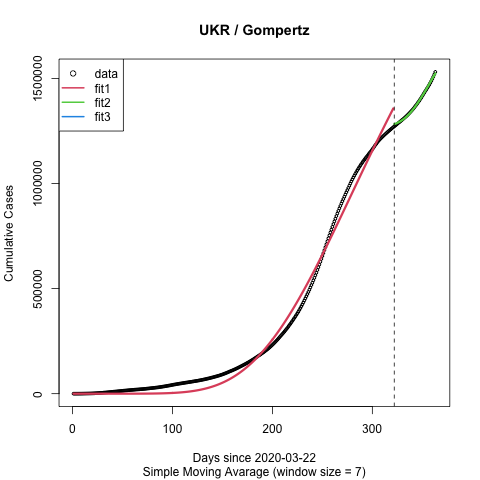 UKR / Gompertz
data
fit1
fit2
fit3
Cumulative Cases
1500000
1000000
500000
0
0 100 200 300
Days since 2020-03-22
Simple Moving Avarage (window size = 7)